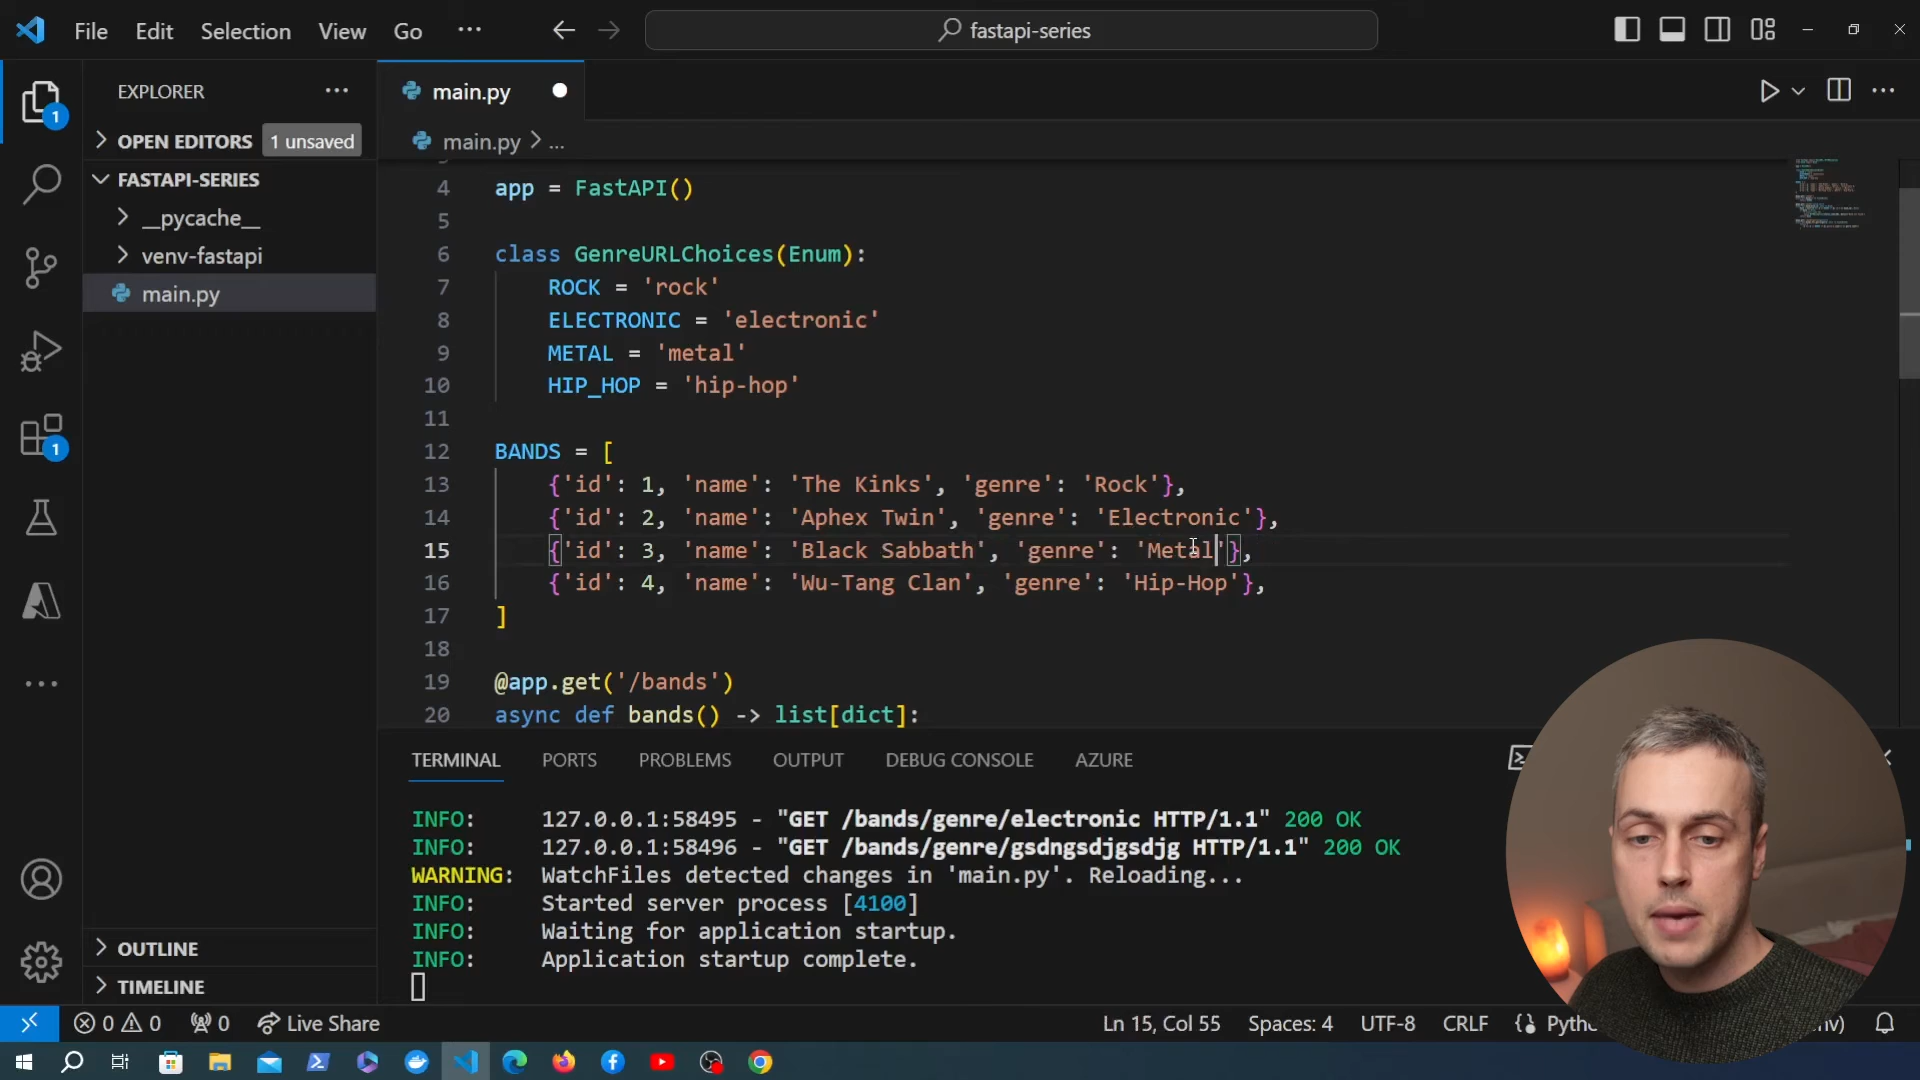 File Edit Selection View Go ··· fastapi-series
EXPLORER ···
main.py
OPEN EDITORS 1 unsaved
main.py > ...
FASTAPI-SERIES
__pycache__
venv-fastapi
main.py
4 app = FastAPI()
5
6 class GenreURLChoices(Enum):
7 ROCK = 'rock'
8 ELECTRONIC = 'electronic'
9 METAL = 'metal'
10 HIP_HOP = 'hip-hop'
11
12 BANDS = [
13 {'id': 1, 'name': 'The Kinks', 'genre': 'Rock'},
14 {'id': 2, 'name': 'Aphex Twin', 'genre': 'Electronic'},
15 {'id': 3, 'name': 'Black Sabbath', 'genre': 'Metal'},
16 {'id': 4, 'name': 'Wu-Tang Clan', 'genre': 'Hip-Hop'},
17 ]
18
19 @app.get('/bands')
20 async def bands() -> list[dict]:
TERMINAL PORTS PROBLEMS OUTPUT DEBUG CONSOLE AZURE
INFO: 127.0.0.1:58495 - "GET /bands/genre/electronic HTTP/1.1" 200 OK
INFO: 127.0.0.1:58496 - "GET /bands/genre/gsdngsdjgsdjg HTTP/1.1" 200 OK
WARNING: WatchFiles detected changes in 'main.py'. Reloading...
INFO: Started server process [4100]
INFO: Waiting for application startup.
INFO: Application startup complete.
OUTLINE
TIMELINE
1
1
0 0 0 Live Share Ln 15, Col 55 Spaces: 4 UTF-8 CRLF